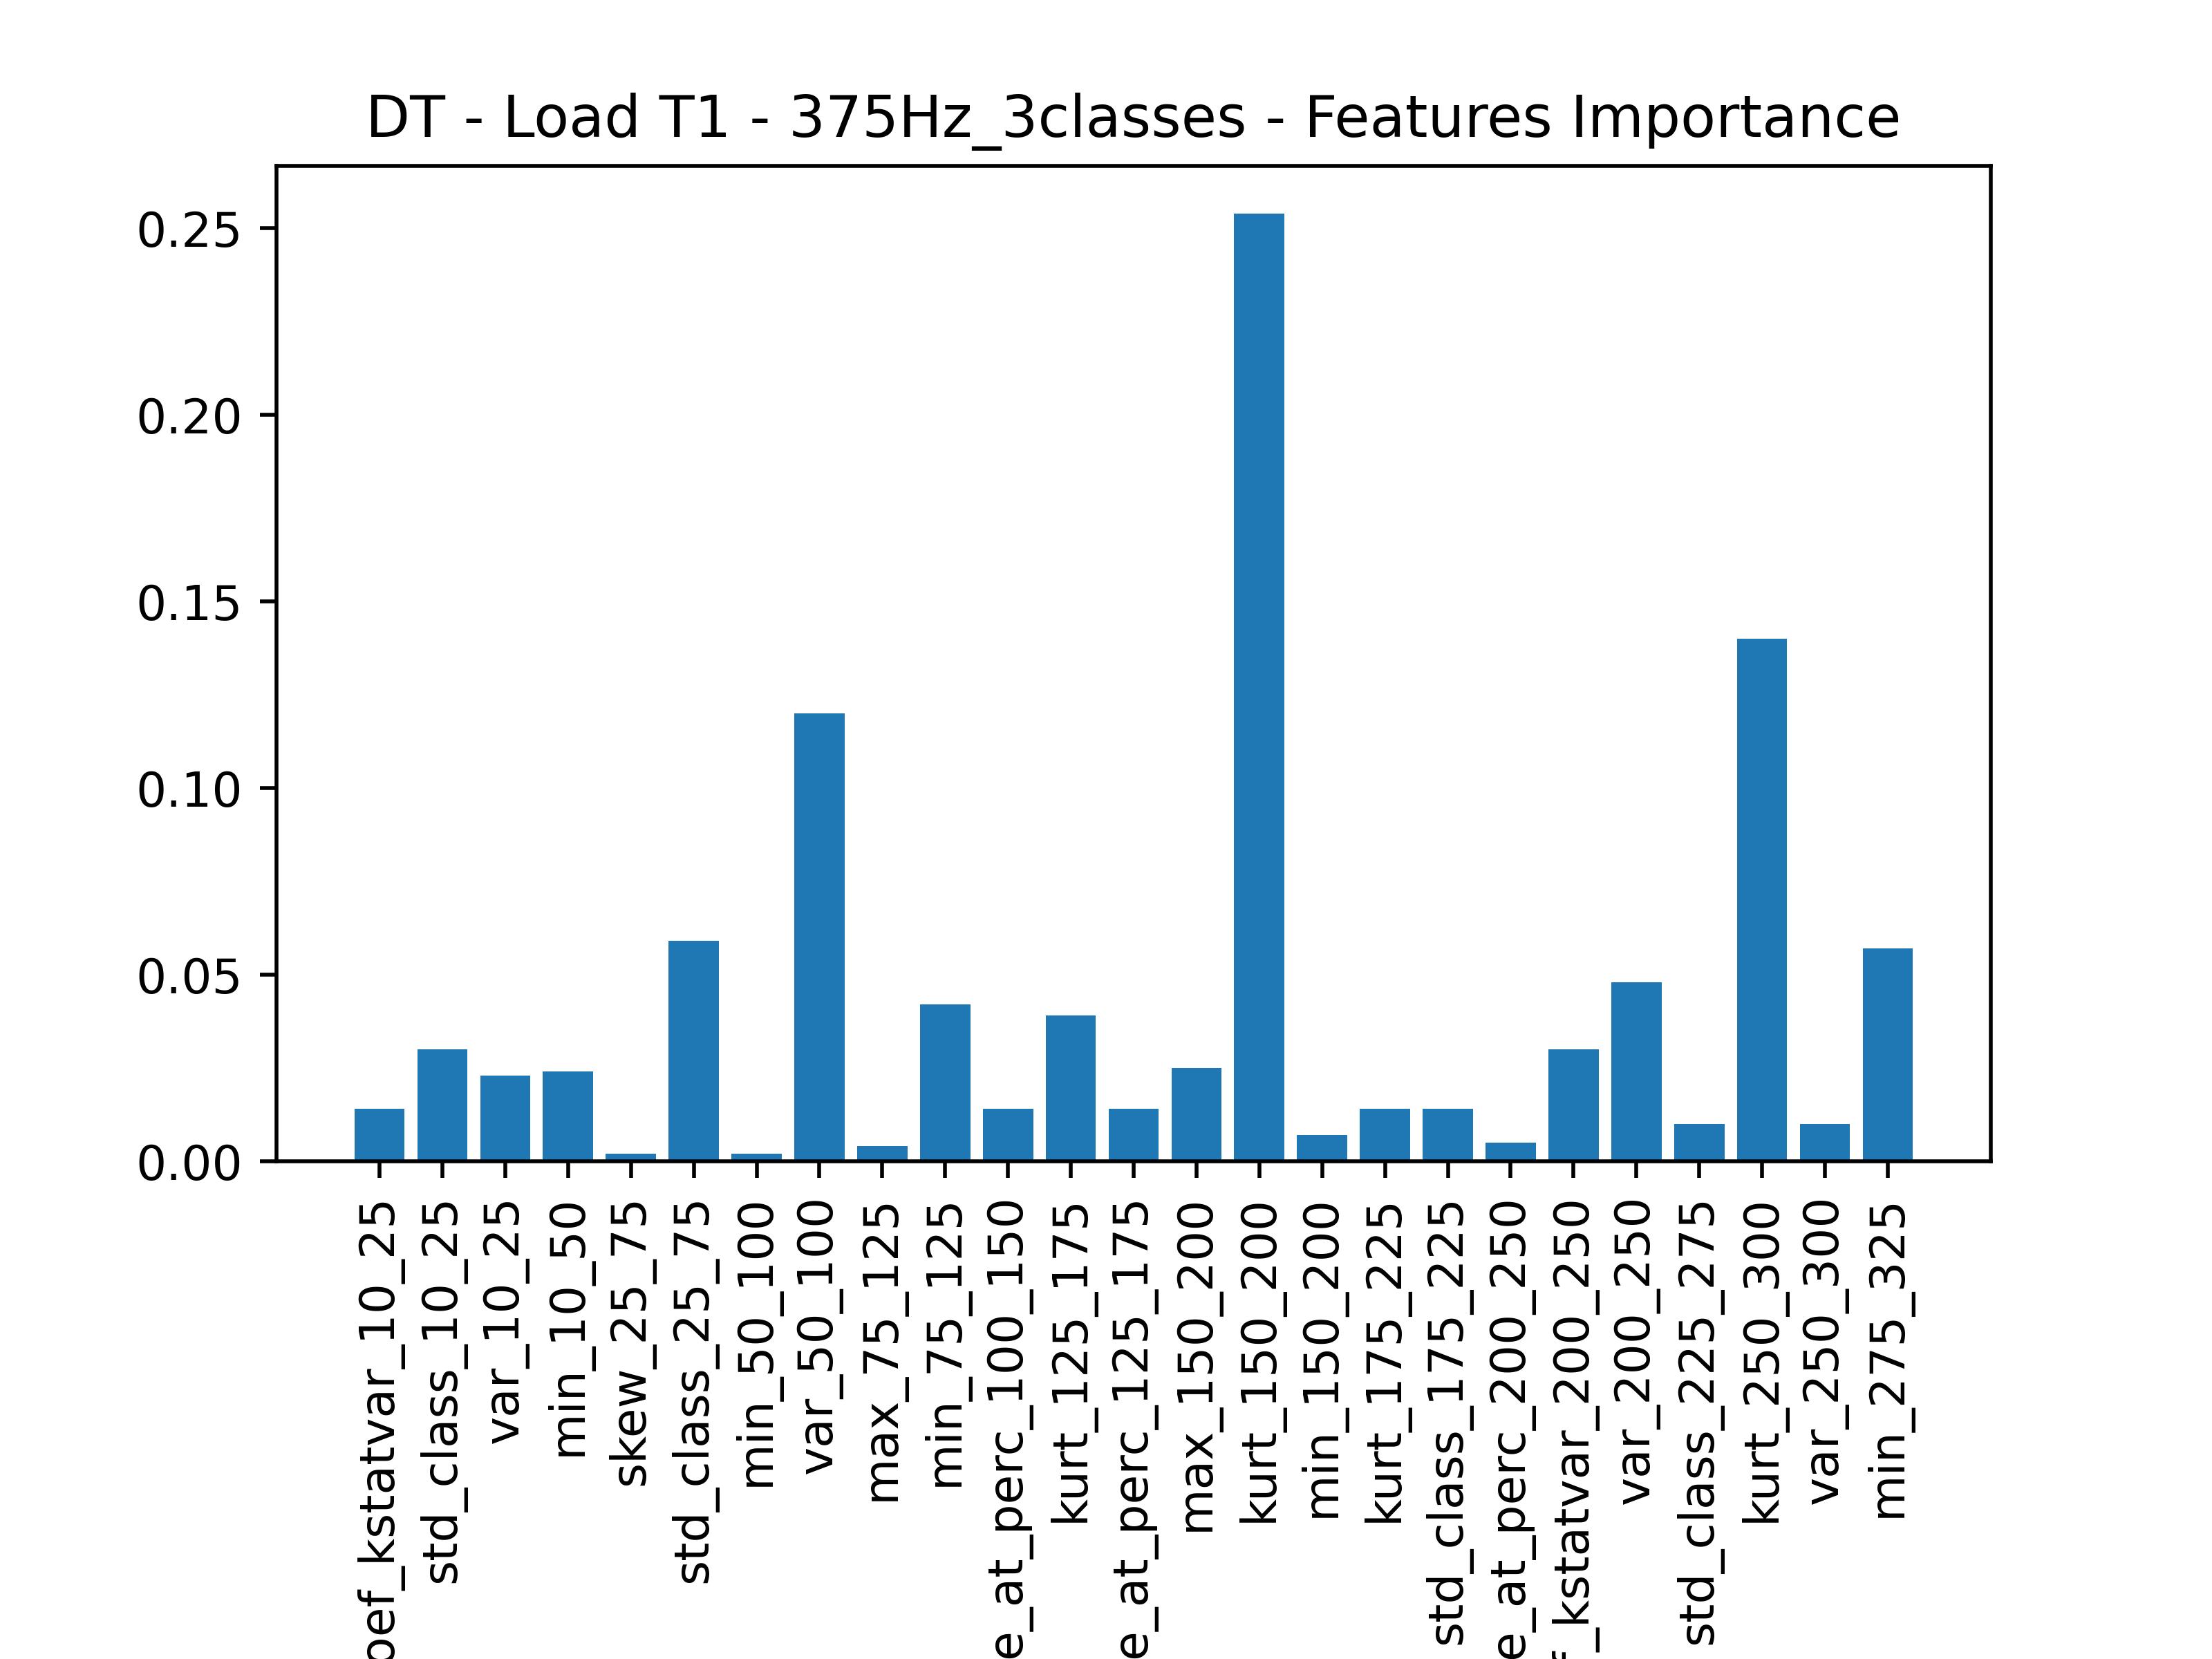 DT - Load T1 - 375Hz_3classes - Features Importance
0.25
0.20
0.15
0.10
0.05
0.00
oef_kstatvar_10_25
std_class_10_25
var_10_25
min_10_50
skew_25_75
std_class_25_75
min_50_100
var_50_100
max_75_125
min_75_125
e_at_perc_100_150
kurt_125_175
e_at_perc_125_175
max_150_200
kurt_150_200
min_150_200
kurt_175_225
std_class_175_225
e_at_perc_200_250
f_kstatvar_200_250
var_200_250
std_class_225_275
kurt_250_300
var_250_300
min_275_325